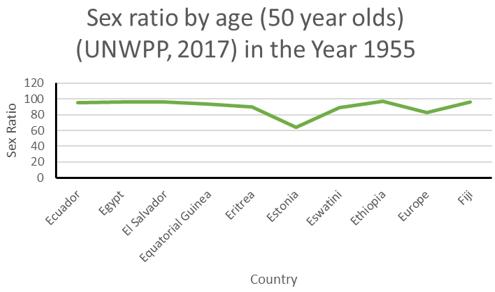 Sex ratio by age (50 year olds)
(UNWPP, 2017) in the Year 1955
120
100
80
60
40
20
0
Sex Ratio
Ecuador
Egypt
El Salvador
Equatorial Guinea
Eritrea
Estonia
Eswatini
Ethiopia
Europe
Fiji
Country